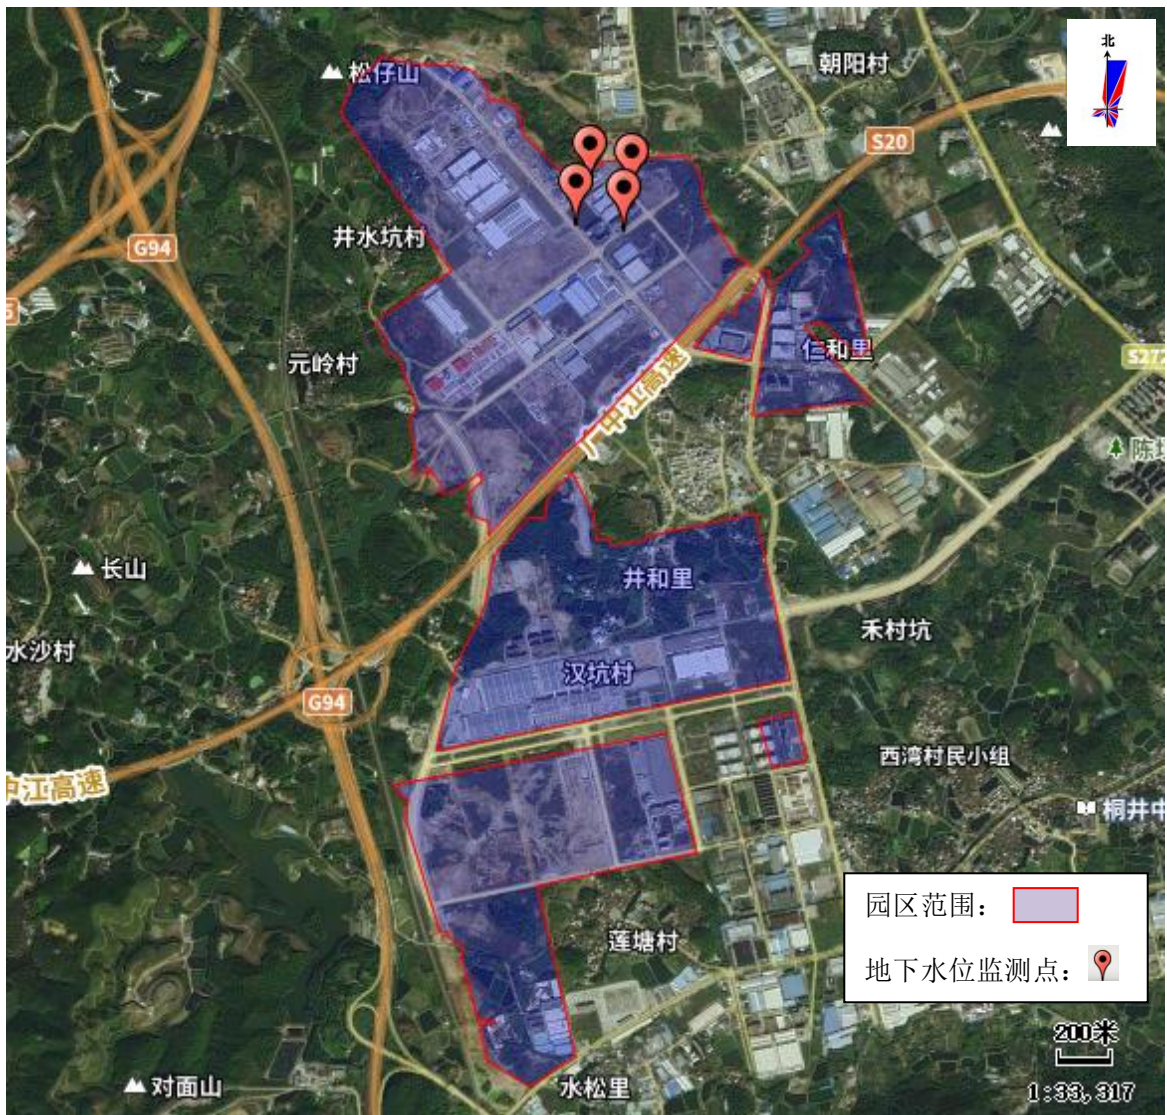 北
朝阳村
松仔山
S20
井水坑村
G94
元岭村
仨和里
S272
广中江高速
长山
井和里
禾村坑
水沙村
汉坑村
G94
西湾村民小组
中江高速
桐井中
园区范围：
莲塘村
地下水位监测点：
200米
对面山
水松里
1:33,317